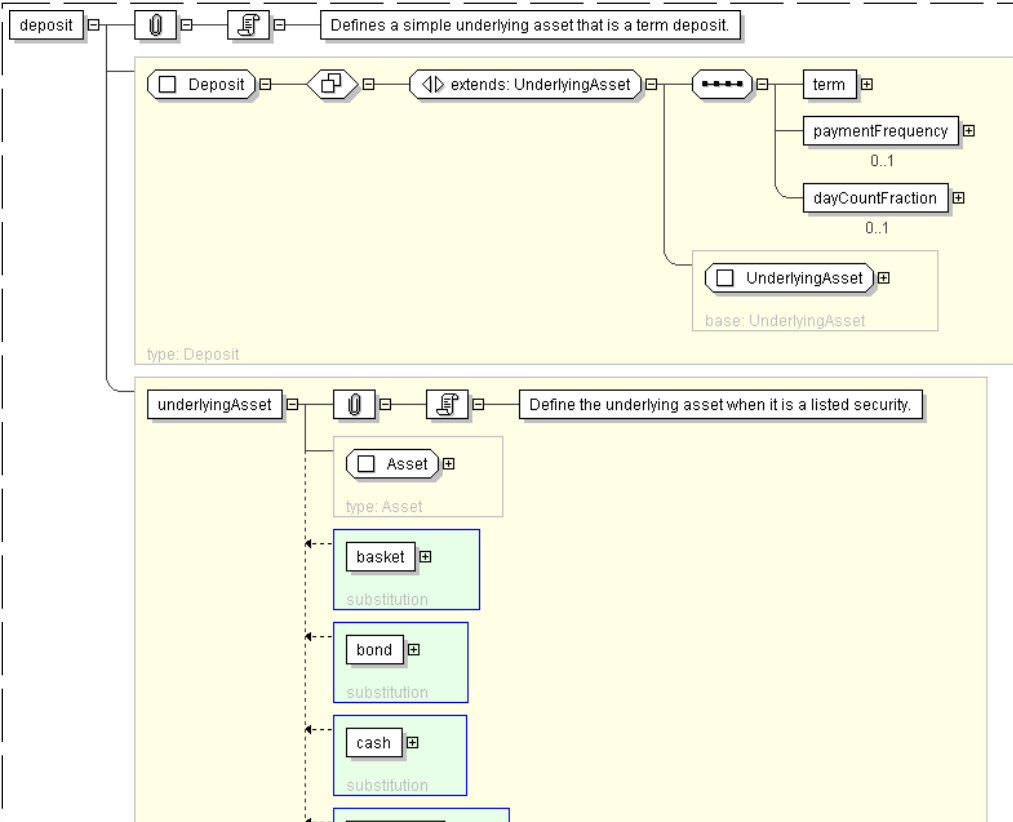 deposit
Defines a simple underlying asset that is a term deposit.
Deposit
extends: UnderlyingAsset
term
paymentFrequency
0..1
dayCountFraction
0..1
UnderlyingAsset
base: UnderlyingAsset
type: Deposit
underlyingAsset
Define the underlying asset when it is a listed security.
Asset
type: Asset
basket
substitution
bond
substitution
cash
substitution